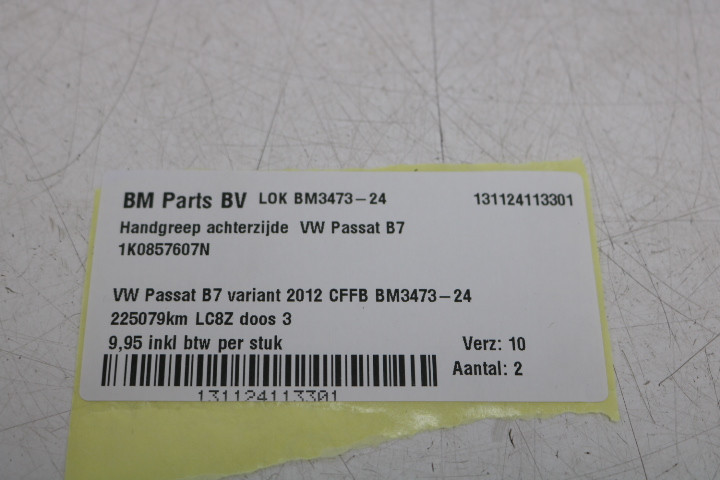 BM Parts BV LOK BM3473-24 131124113301
Handgreep achterzijde VW Passat B7
1K0857607N
VW Passat B7 variant 2012 CFFB BM3473-24
225079km LC8Z doos 3
9,95 inkl btw per stuk Verz: 10
Aantal: 2
131124113301